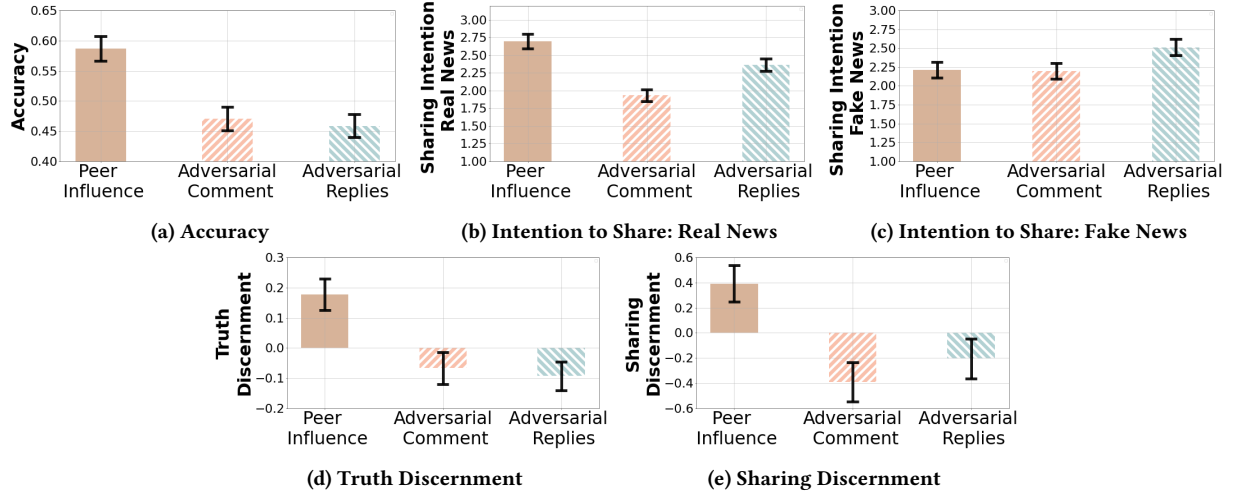 Accuracy
0.65
0.60
0.55
0.50
0.45
0.40
Peer
Influence
Adversarial
Comment
Adversarial
Replies
(a) Accuracy
Sharing Intention
Real News
3.00
2.75
2.50
2.25
2.00
1.75
1.50
1.25
1.00
Peer
Influence
Adversarial
Comment
Adversarial
Replies
(b) Intention to Share: Real News
Sharing Intention
Fake News
3.00
2.75
2.50
2.25
2.00
1.75
1.50
1.25
1.00
Peer
Influence
Adversarial
Comment
Adversarial
Replies
(c) Intention to Share: Fake News
Truth
Discernment
0.3
0.2
0.1
0.0
−0.1
−0.2
Peer
Influence
Adversarial
Comment
Adversarial
Replies
(d) Truth Discernment
Sharing
Discernment
0.6
0.4
0.2
0.0
−0.2
−0.4
−0.6
Peer
Influence
Adversarial
Comment
Adversarial
Replies
(e) Sharing Discernment